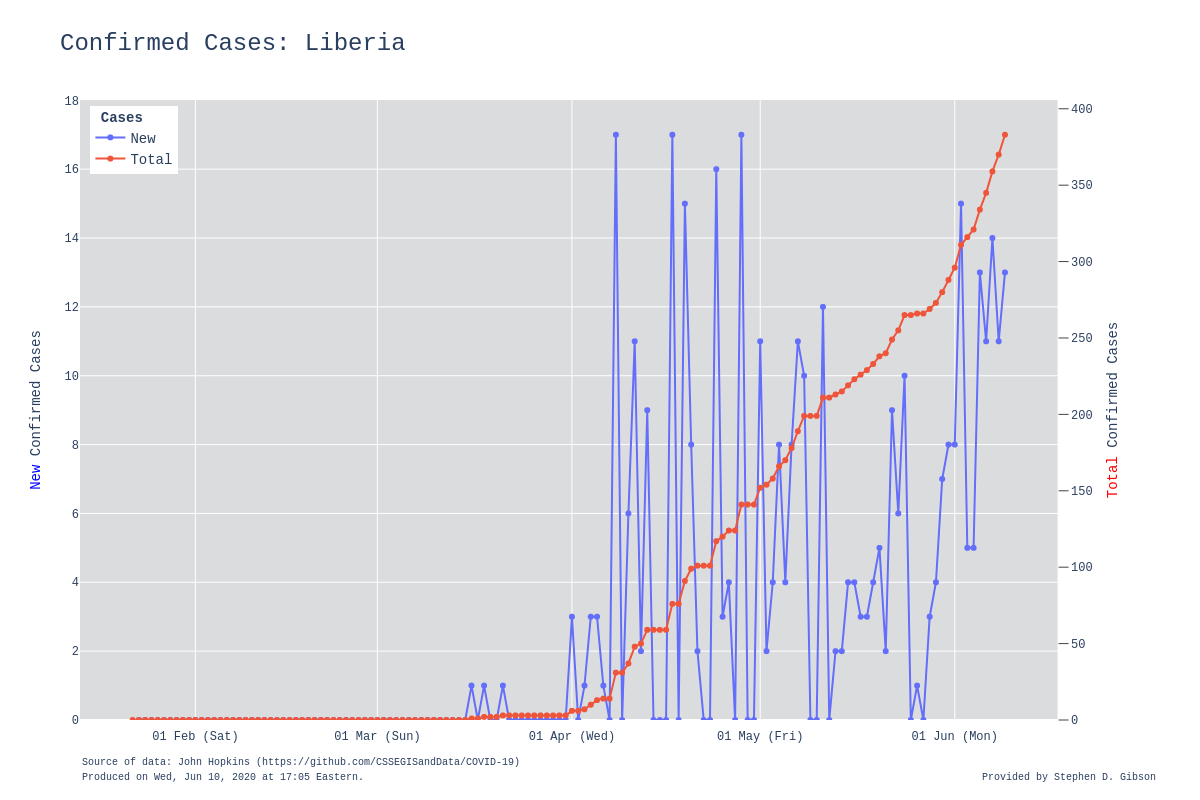 Confirmed Cases: Liberia
Cases
New
Total
18
16
14
12
10
8
6
4
2
0
400
350
300
250
200
150
100
50
0
New Confirmed Cases
Total Confirmed Cases
01 Feb (Sat)
01 Mar (Sun)
01 Apr (Wed)
01 May (Fri)
01 Jun (Mon)
Source of data: John Hopkins (https://github.com/CSSEGISandData/COVID-19)
Produced on Wed, Jun 10, 2020 at 17:05 Eastern.
Provided by Stephen D. Gibson